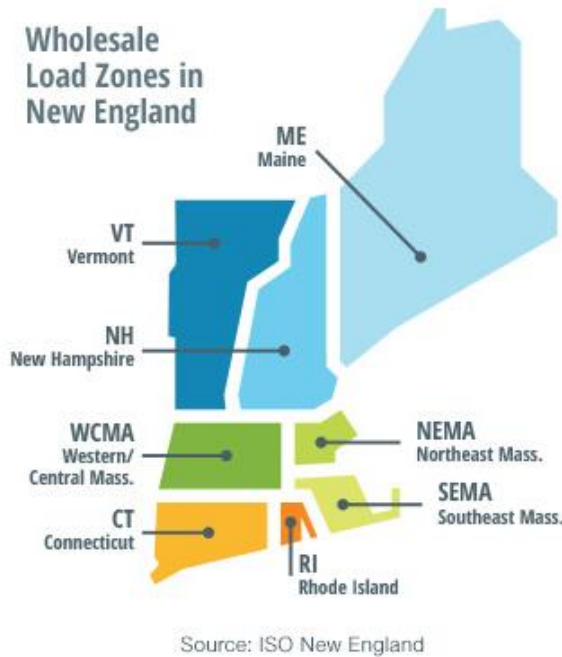 Wholesale
Load Zones in
New England
ME
Maine
VT
Vermont
NH
New Hampshire
WCMA
Western/
Central Mass.
NEMA
Northeast Mass.
SEMA
Southeast Mass.
CT
Connecticut
RI
Rhode Island
Source: ISO New England